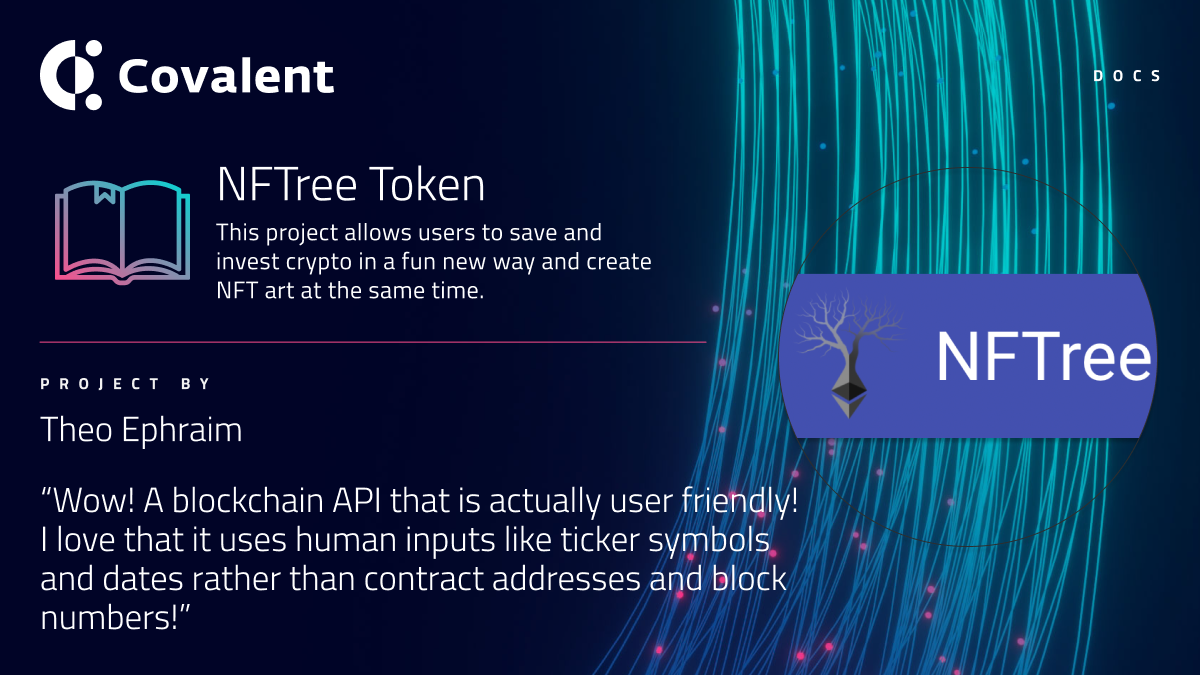 Covalent
DOCS
NFTree Token
This project allows users to save and
invest crypto in a fun new way and create
NFT art at the same time.
NFTree
PROJECT BY
Theo Ephraim
“Wow! A blockchain API that is actually user friendly!
I love that it uses human inputs like ticker symbols
and dates rather than contract addresses and block
numbers!”